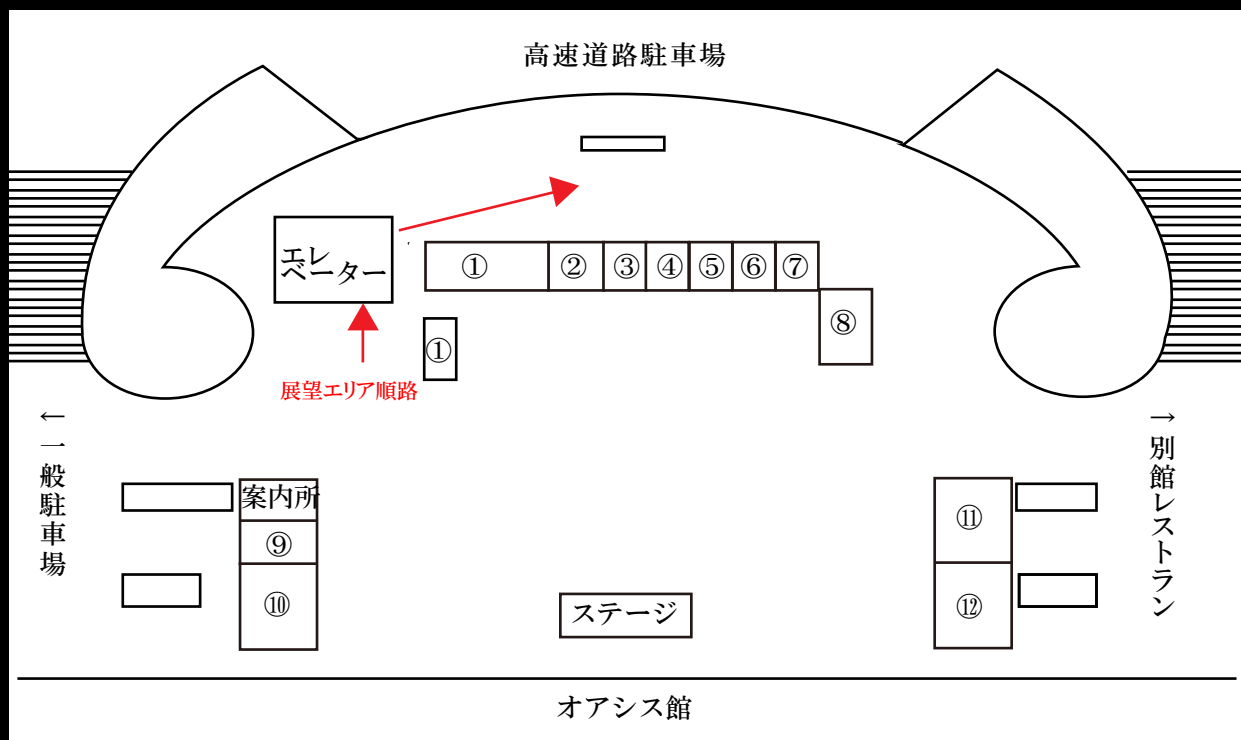 高速道路駐車場
エレ
ベーター
①
②
③
④
⑤
⑥
⑦
⑧
①
展望エリア順路
←一般駐車場
→別館レストラン
案内所
⑨
⑩
⑪
⑫
ステージ
オアシス館